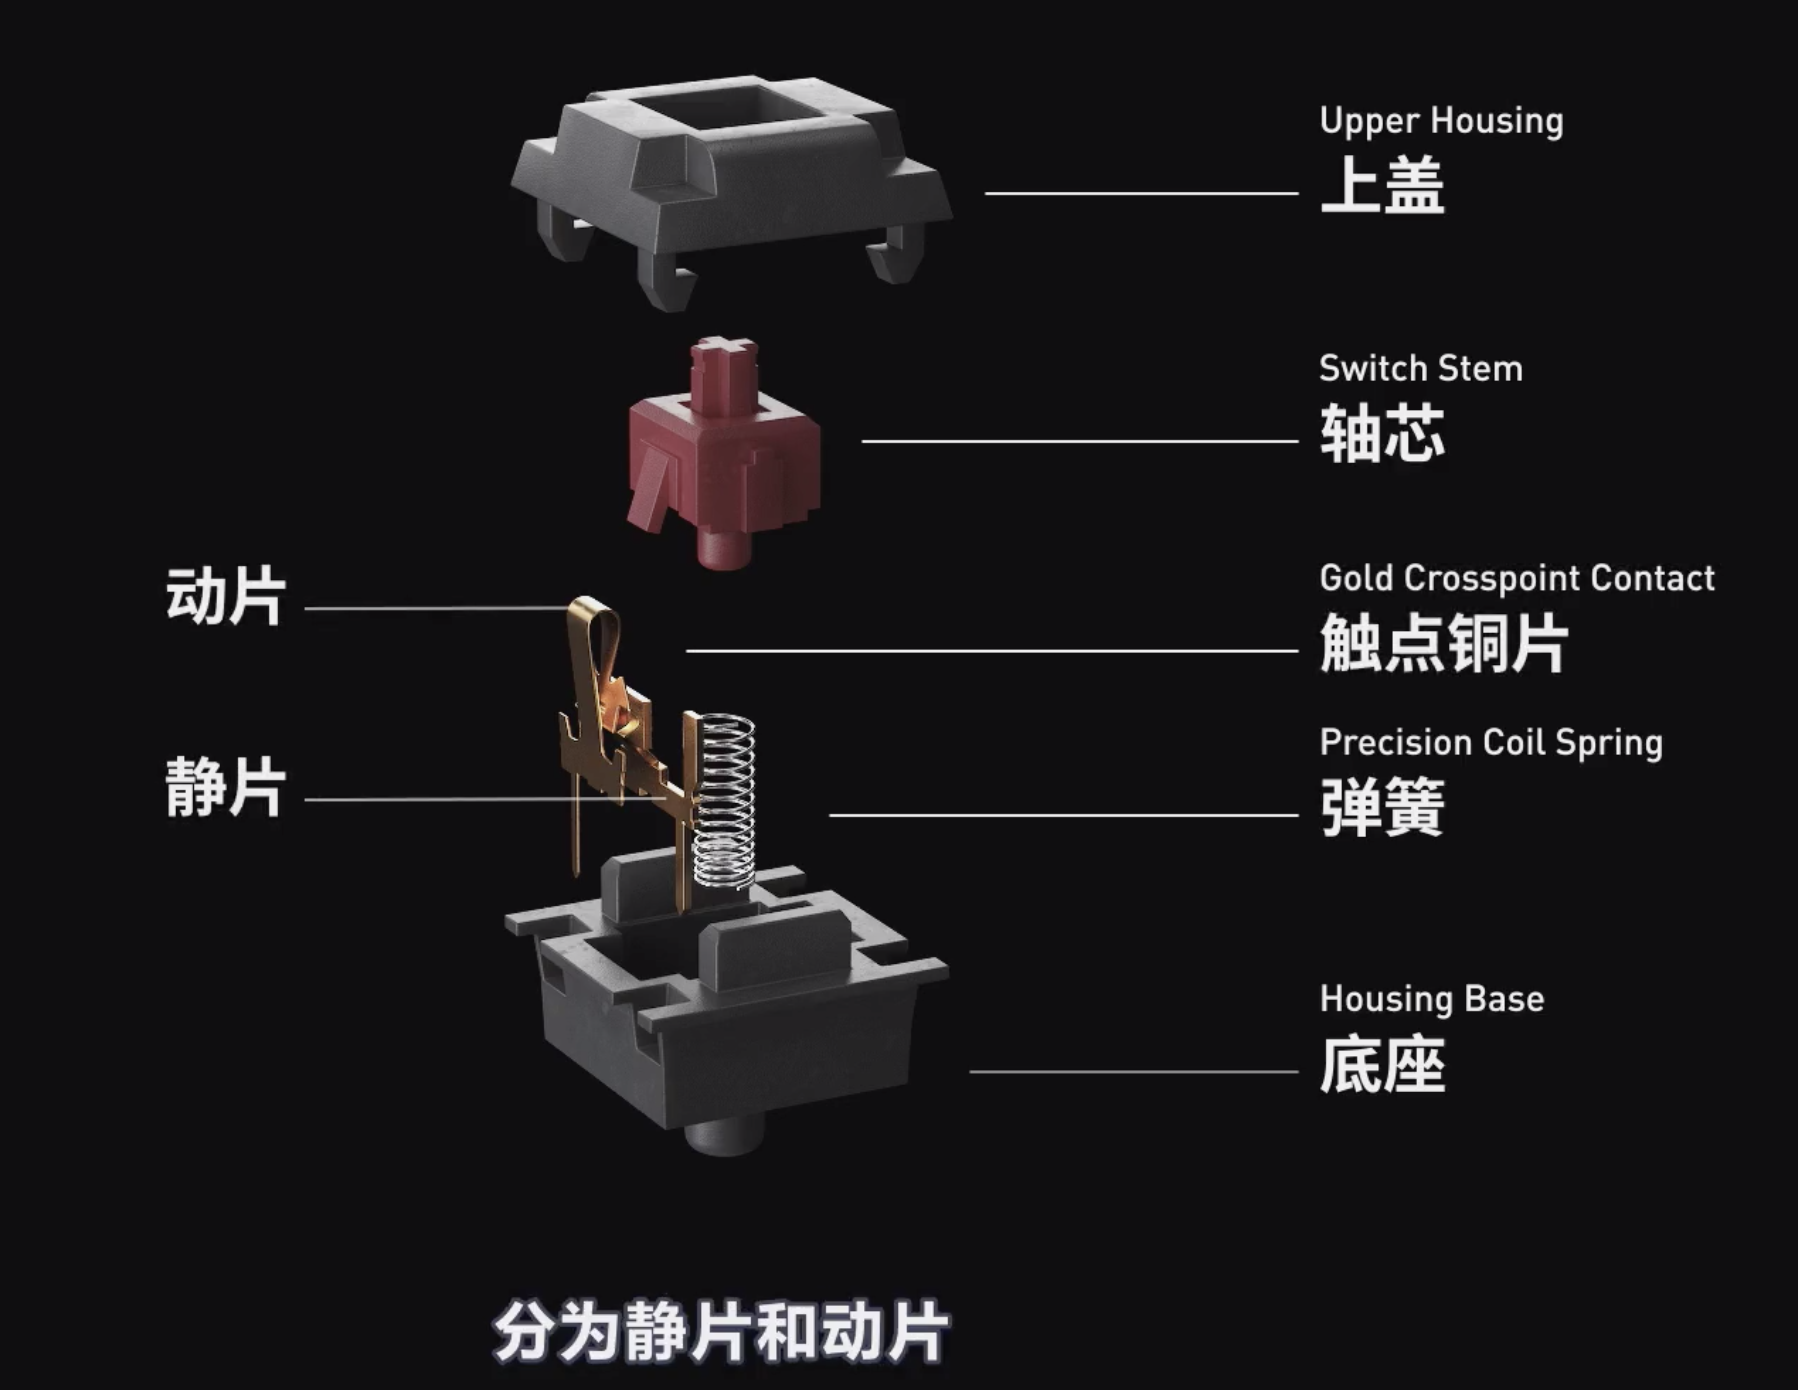 Upper Housing
上盖
Switch Stem
轴芯
动片
Gold Crosspoint Contact
触点铜片
静片
Precision Coil Spring
弹簧
Housing Base
底座
分为静片和动片